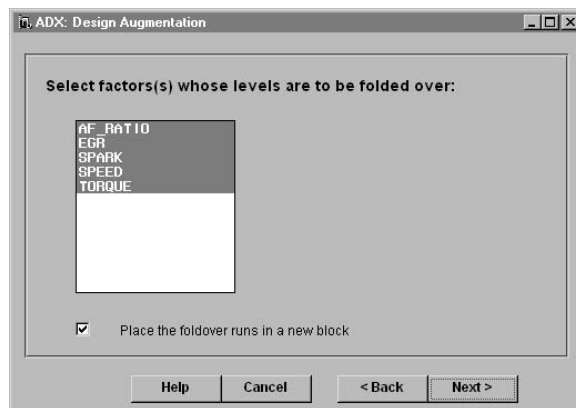 ADX: Design Augmentation
Select factors(s) whose levels are to be folded over:
AF_RATIO
EGR
SPARK
SPEED
TORQUE
Place the foldover runs in a new block
Help Cancel < Back Next >